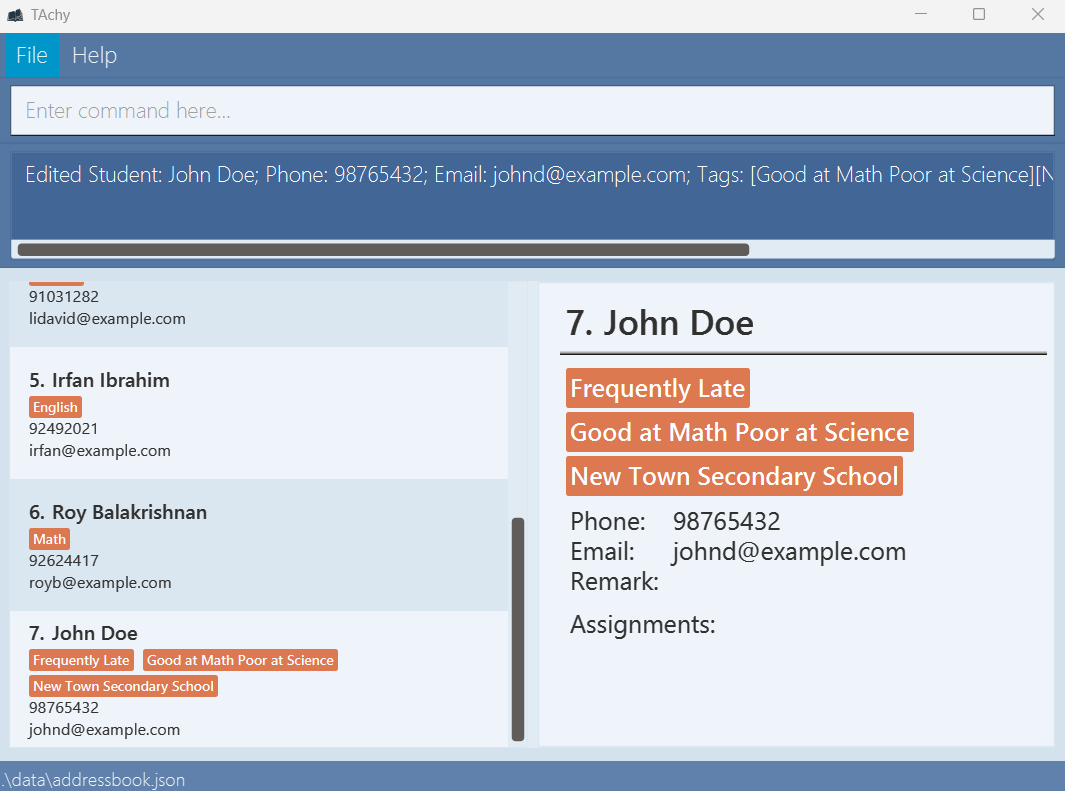 TAchy
File Help
Enter command here...
Edited Student: John Doe; Phone: 98765432; Email: johnd@example.com; Tags: [Good at Math Poor at Science][N
91031282
lidavid@example.com
5. Irfan Ibrahim
English
92492021
irfan@example.com
6. Roy Balakrishnan
Math
92624417
royb@example.com
7. John Doe
Frequently Late Good at Math Poor at Science
New Town Secondary School
98765432
johnd@example.com
7. John Doe
Frequently Late
Good at Math Poor at Science
New Town Secondary School
Phone: 98765432
Email: johnd@example.com
Remark:
Assignments:
.\data\addressbook.json